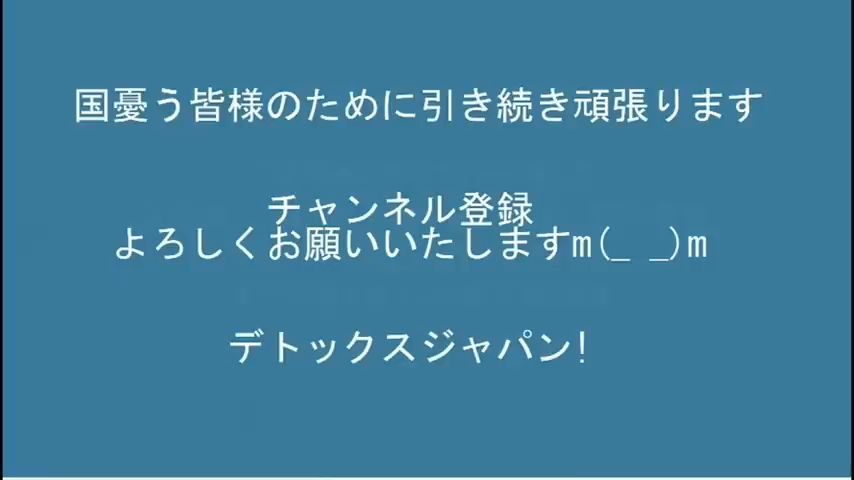 国憂う皆様のために引き続き頑張ります
チャンネル登録
よろしくお願いいたしますm(_ _)m
デトックスジャパン!